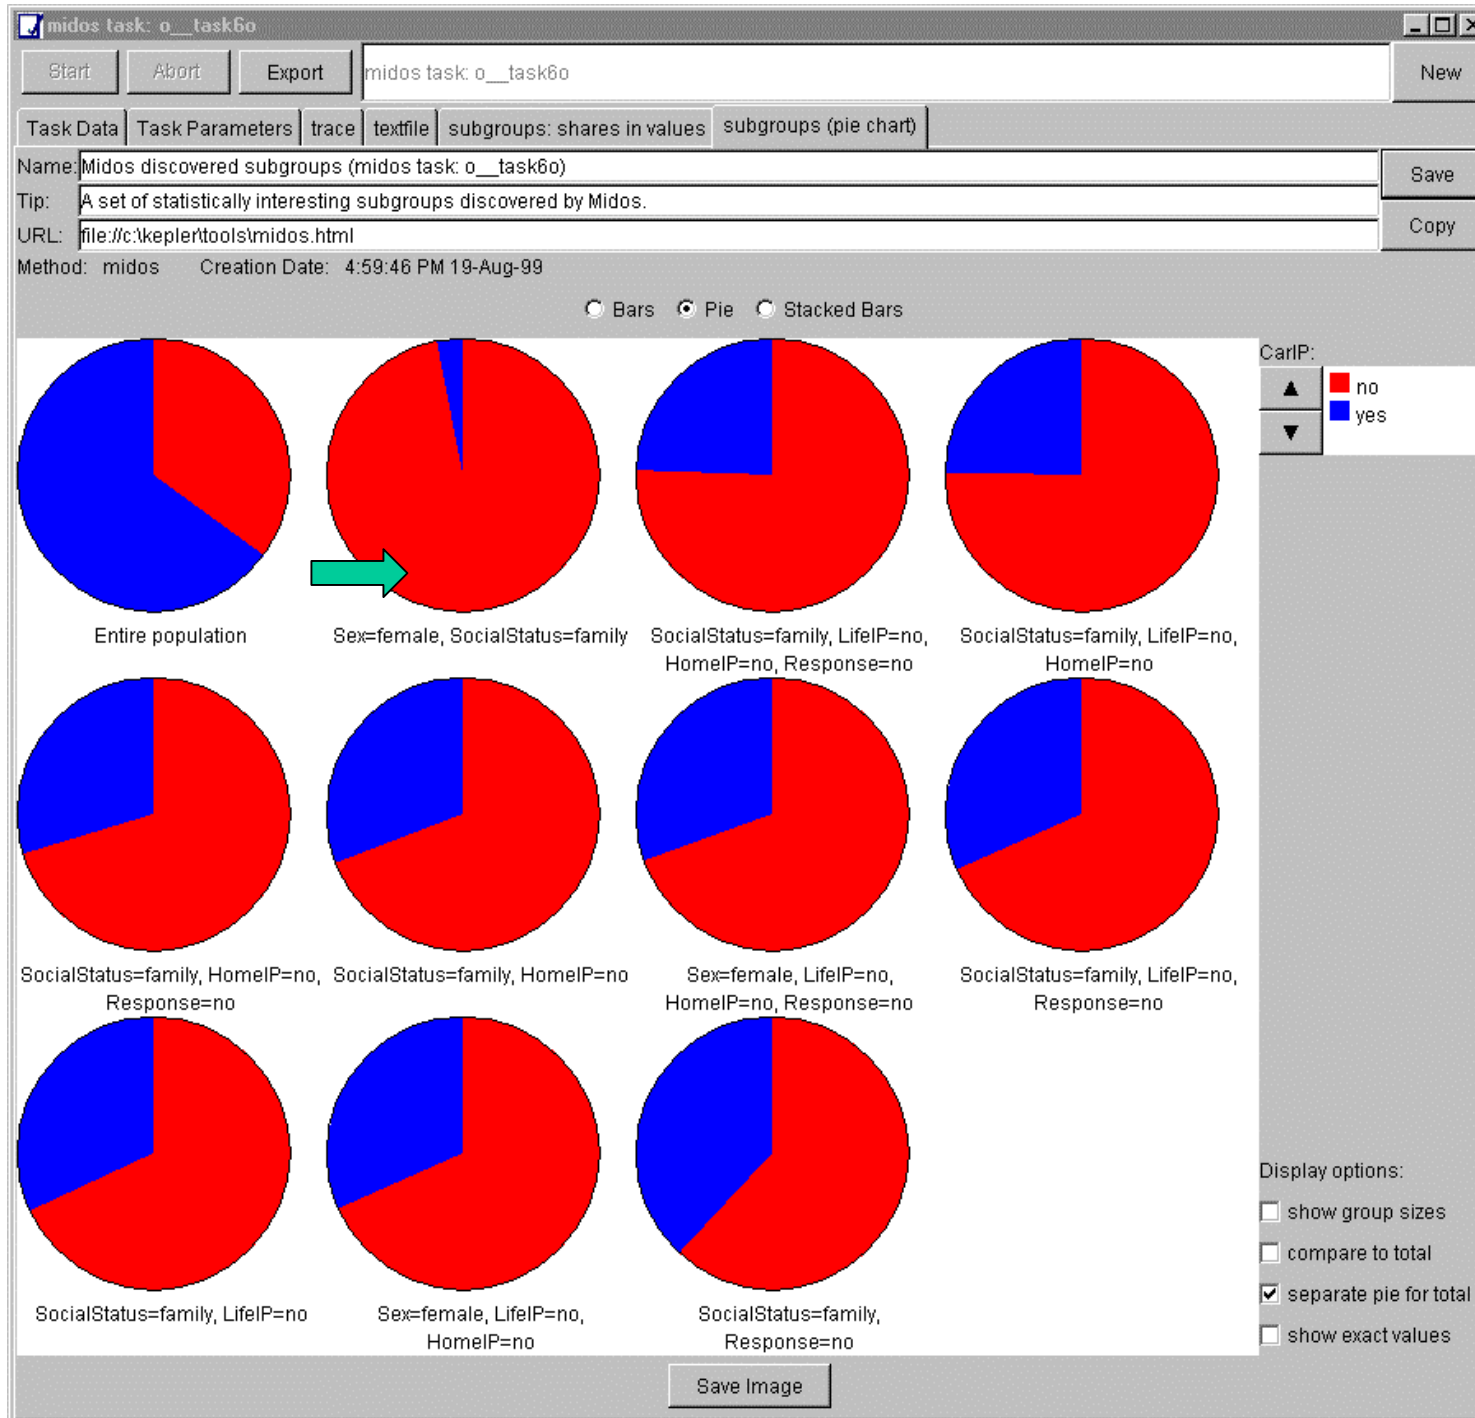 midos task: o__task6o
Start Abort Export midos task: o__task6o New
Task Data Task Parameters trace textfile subgroups: shares in values subgroups (pie chart)
Name: Midos discovered subgroups (midos task: o__task6o) Save
Tip: A set of statistically interesting subgroups discovered by Midos.
URL: file://c:\kepler\tools\midos.html Copy
Method: midos Creation Date: 4:59:46 PM 19-Aug-99
Bars Pie Stacked Bars
CarIP:
no
yes
Entire population
Sex=female, SocialStatus=family
SocialStatus=family, LifeIP=no,
HomeIP=no, Response=no
SocialStatus=family, LifeIP=no,
HomeIP=no
SocialStatus=family, HomeIP=no,
Response=no
SocialStatus=family, HomeIP=no
Sex=female, LifeIP=no,
HomeIP=no, Response=no
SocialStatus=family, LifeIP=no,
Response=no
SocialStatus=family, LifeIP=no
Sex=female, LifeIP=no,
HomeIP=no
SocialStatus=family,
Response=no
Display options:
show group sizes
compare to total
separate pie for total
show exact values
Save Image